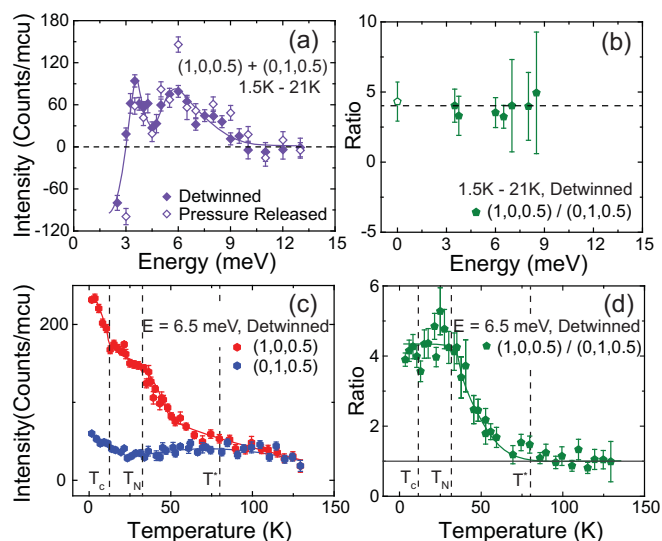 (a)
(1,0,0.5) + (0,1,0.5)
1.5K - 21K
120
60
0
-60
-120
Intensity (Counts/mcu)
Detwinned
Pressure Released
0 3 6 9 12 15
Energy (meV)
(b)
10
5
0
-5
Ratio
1.5K - 21K, Detwinned
(1,0,0.5) / (0,1,0.5)
0 3 6 9 12 15
Energy (meV)
(c)
E = 6.5 meV, Detwinned
(1,0,0.5)
(0,1,0.5)
200
0
Intensity(Counts/mcu)
Tc TN T*
0 50 100 150
Temperature (K)
(d)
E = 6.5 meV, Detwinned
(1,0,0.5) / (0,1,0.5)
6
4
2
0
Ratio
Tc TN T*
0 50 100 150
Temperature (K)